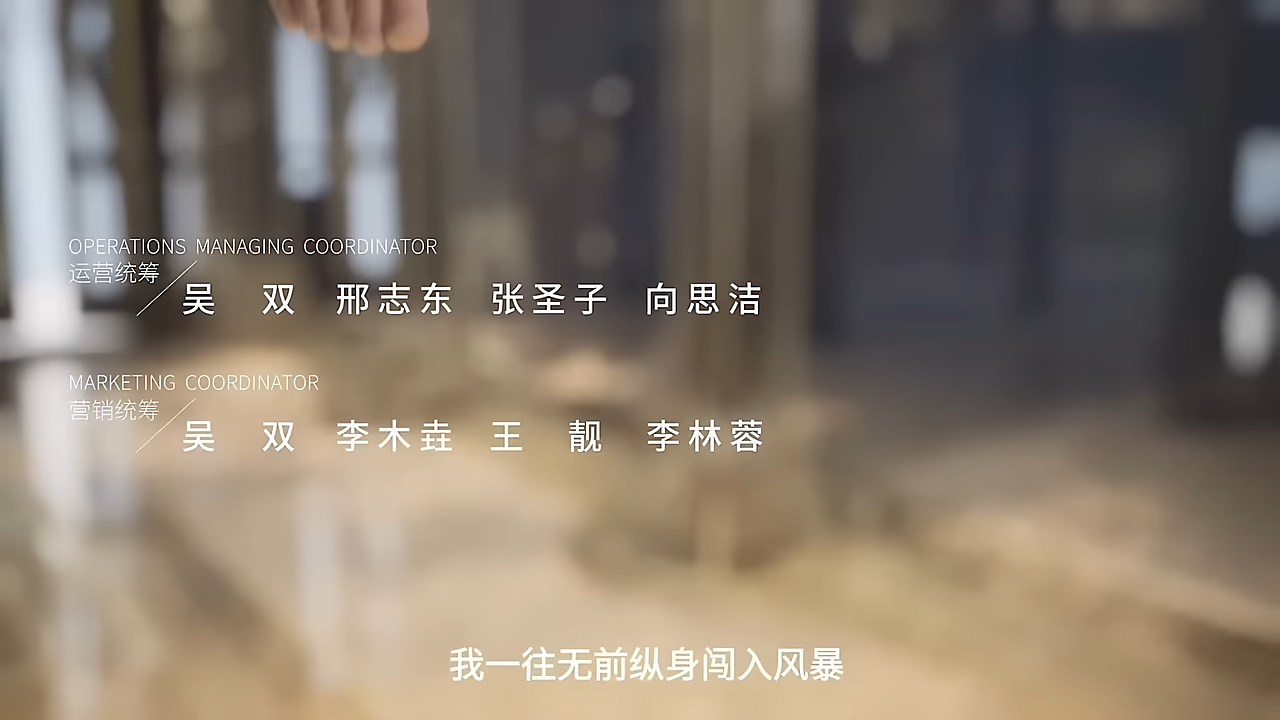 OPERATIONS MANAGING COORDINATOR
运营统筹
吴 双 邢志东 张圣子 向思洁
MARKETING COORDINATOR
营销统筹
吴 双 李木垚 王 靓 李林蓉
我一往无前纵身闯入风暴